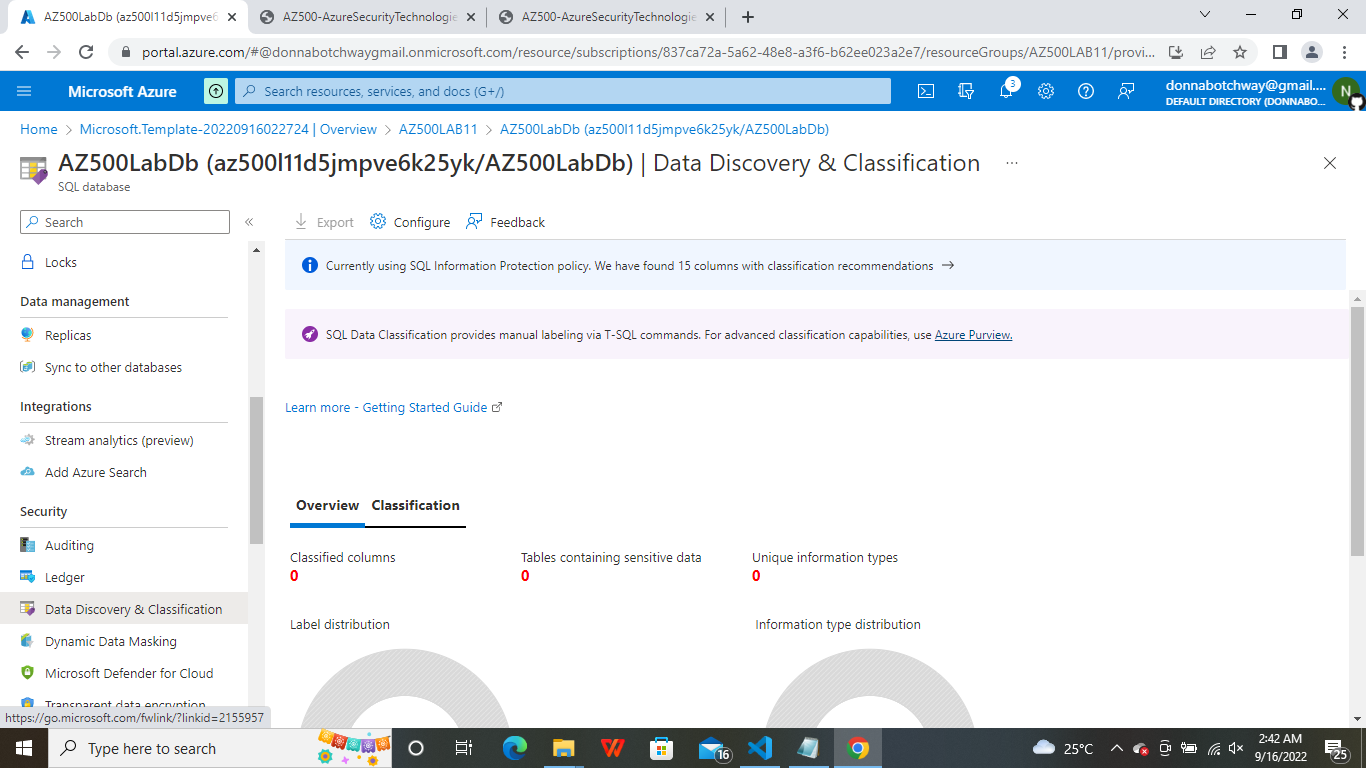 AZ500LabDb (az500l11d5jmpve6
AZ500-AzureSecurityTechnologie
AZ500-AzureSecurityTechnologie
portal.azure.com/#@donnabotchwaygmail.onmicrosoft.com/resource/subscriptions/837ca72a-5a62-48e8-a3f6-b62ee023a2e7/resourceGroups/AZ500LAB11/provi...
Microsoft Azure
Search resources, services, and docs (G+/)
3
donnabotchway@gmail....
DEFAULT DIRECTORY (DONNABO...
N
Home > Microsoft.Template-20220916022724 | Overview > AZ500LAB11 > AZ500LabDb (az500l11d5jmpve6k25yk/AZ500LabDb)
AZ500LabDb (az500l11d5jmpve6k25yk/AZ500LabDb) | Data Discovery & Classification ...
SQL database
Search
«
Export
Configure
Feedback
Currently using SQL Information Protection policy. We have found 15 columns with classification recommendations →
SQL Data Classification provides manual labeling via T-SQL commands. For advanced classification capabilities, use Azure Purview.
Learn more - Getting Started Guide
Locks
Data management
Replicas
Sync to other databases
Integrations
Stream analytics (preview)
Add Azure Search
Security
Auditing
Ledger
Data Discovery & Classification
Dynamic Data Masking
Microsoft Defender for Cloud
Transparent data encryption
Overview
Classification
Classified columns
0
Tables containing sensitive data
0
Unique information types
0
Label distribution
Information type distribution
https://go.microsoft.com/fwlink/?linkid=2155957
Type here to search
16
25°C
2:42 AM
9/16/2022
25